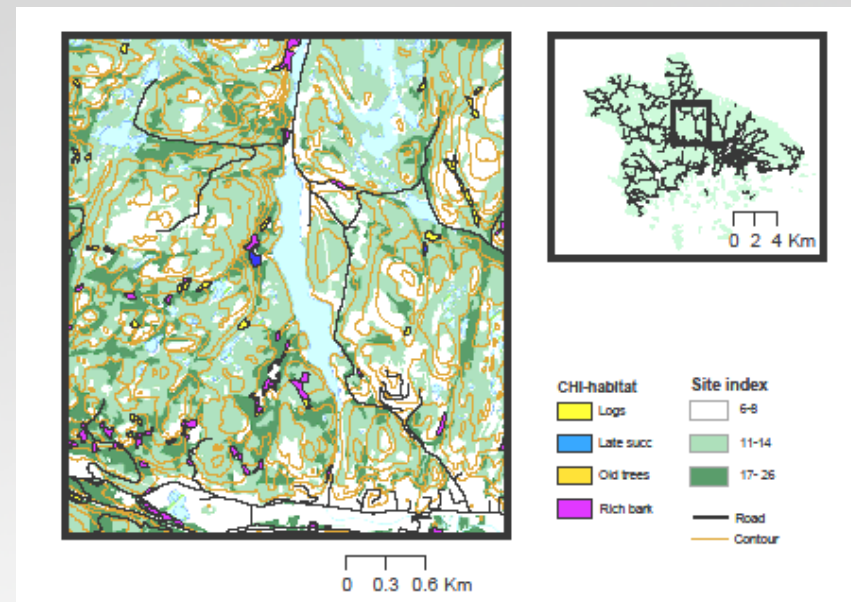 0 2 4 Km
CHI-habitat
Logs
Late succ
Old trees
Rich bark
Site index
6-8
11-14
17- 26
Road
Contour
0 0.3 0.6 Km